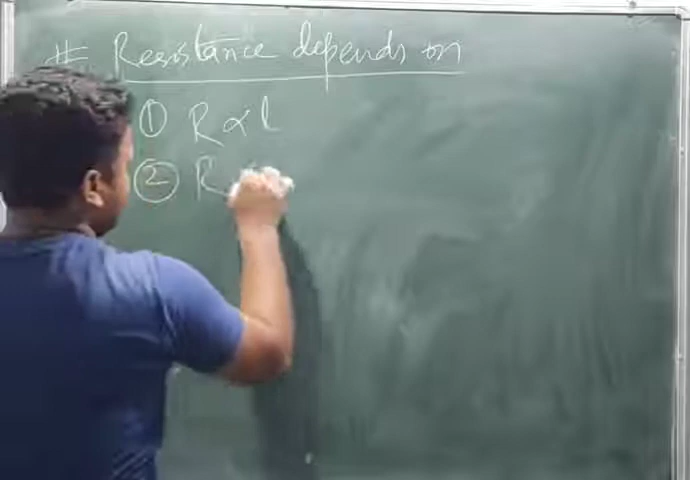 # Resistance depends on
① R ∝ l
② R